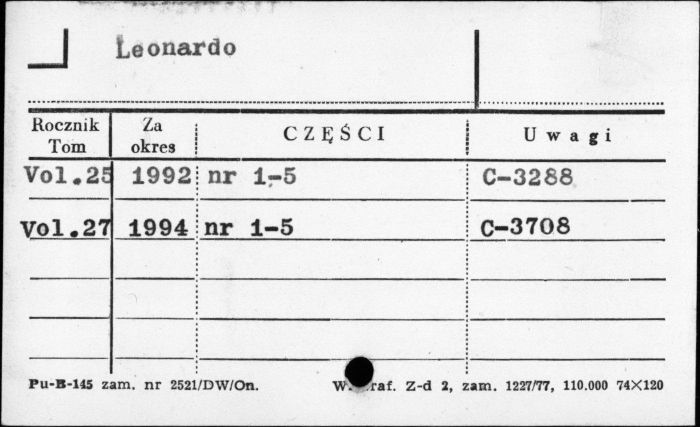 Leonardo
Rocznik Tom Za okres CZĘŚCI Uwagi
Vol.25 1992 nr 1-5 C-3288
Vol.27 1994 nr 1-5 C-3708
Pu-B-145 zam. nr 2521/DW/On. Z-d 2, zam. 1227/77, 110.000 74×120